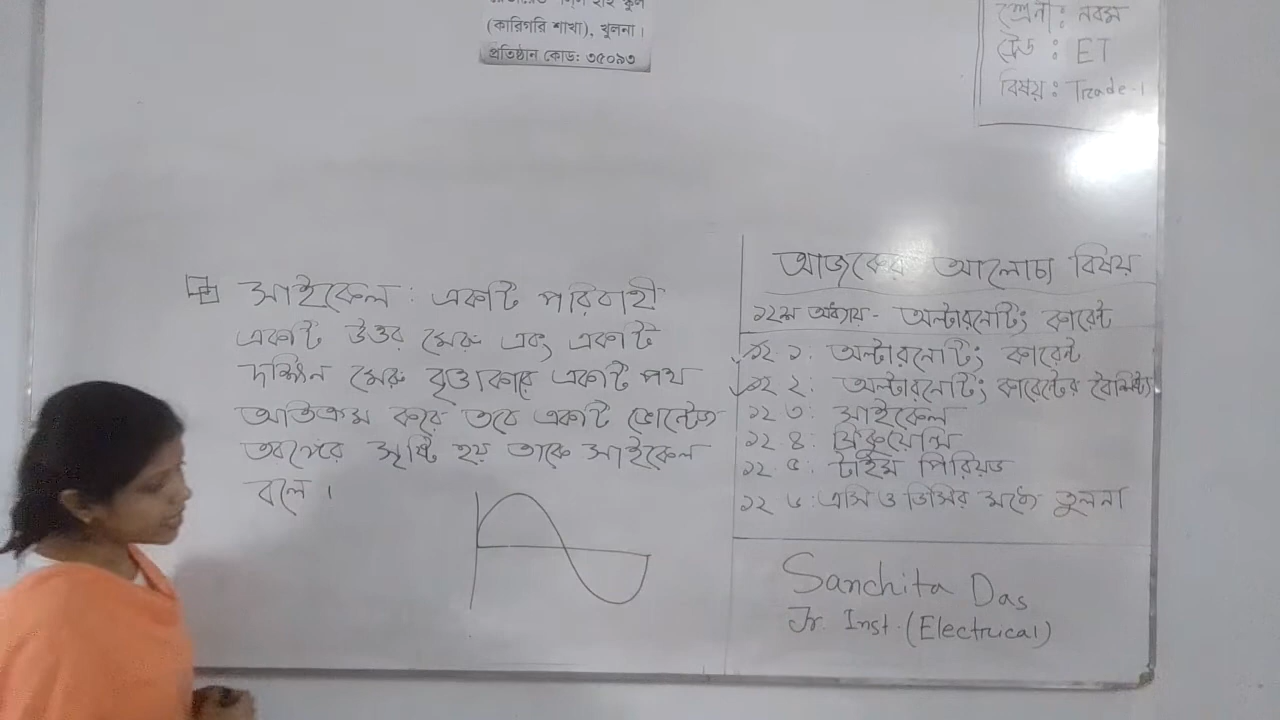 (কারিগরি শাখা), খুলনা।
প্রতিষ্ঠান কোড: ৩৫০৯৩
শ্রেণী: নবম
ট্রেড: ET
বিষয়: Trade-1
সাইকেল: একটি পরিবাহী
একটি উত্তর মেরু এবং একটি
দক্ষিন মেরু বৃত্তাকারে একটি পথ
অতিক্রম করে তবে একটি ভোল্টেজ
তরঙ্গের সৃষ্টি হয় তাকে সাইকেল
বলে।
আজকের আলোচ্য বিষয়
১২শ অধ্যায়- অল্টারনেটিং কারেন্ট
১২.১: অল্টারনেটিং কারেন্ট
১২.২: অল্টারনেটিং কারেন্টের বৈশিষ্ট্য
১২.৩: সাইকেল
১২.৪: ফ্রিকুয়েন্সি
১২.৫: টাইম পিরিয়ড
১২.৬: এসি ও ডিসির মধ্যে তুলনা
Sanchita Das
Jr. Inst. (Electrical)